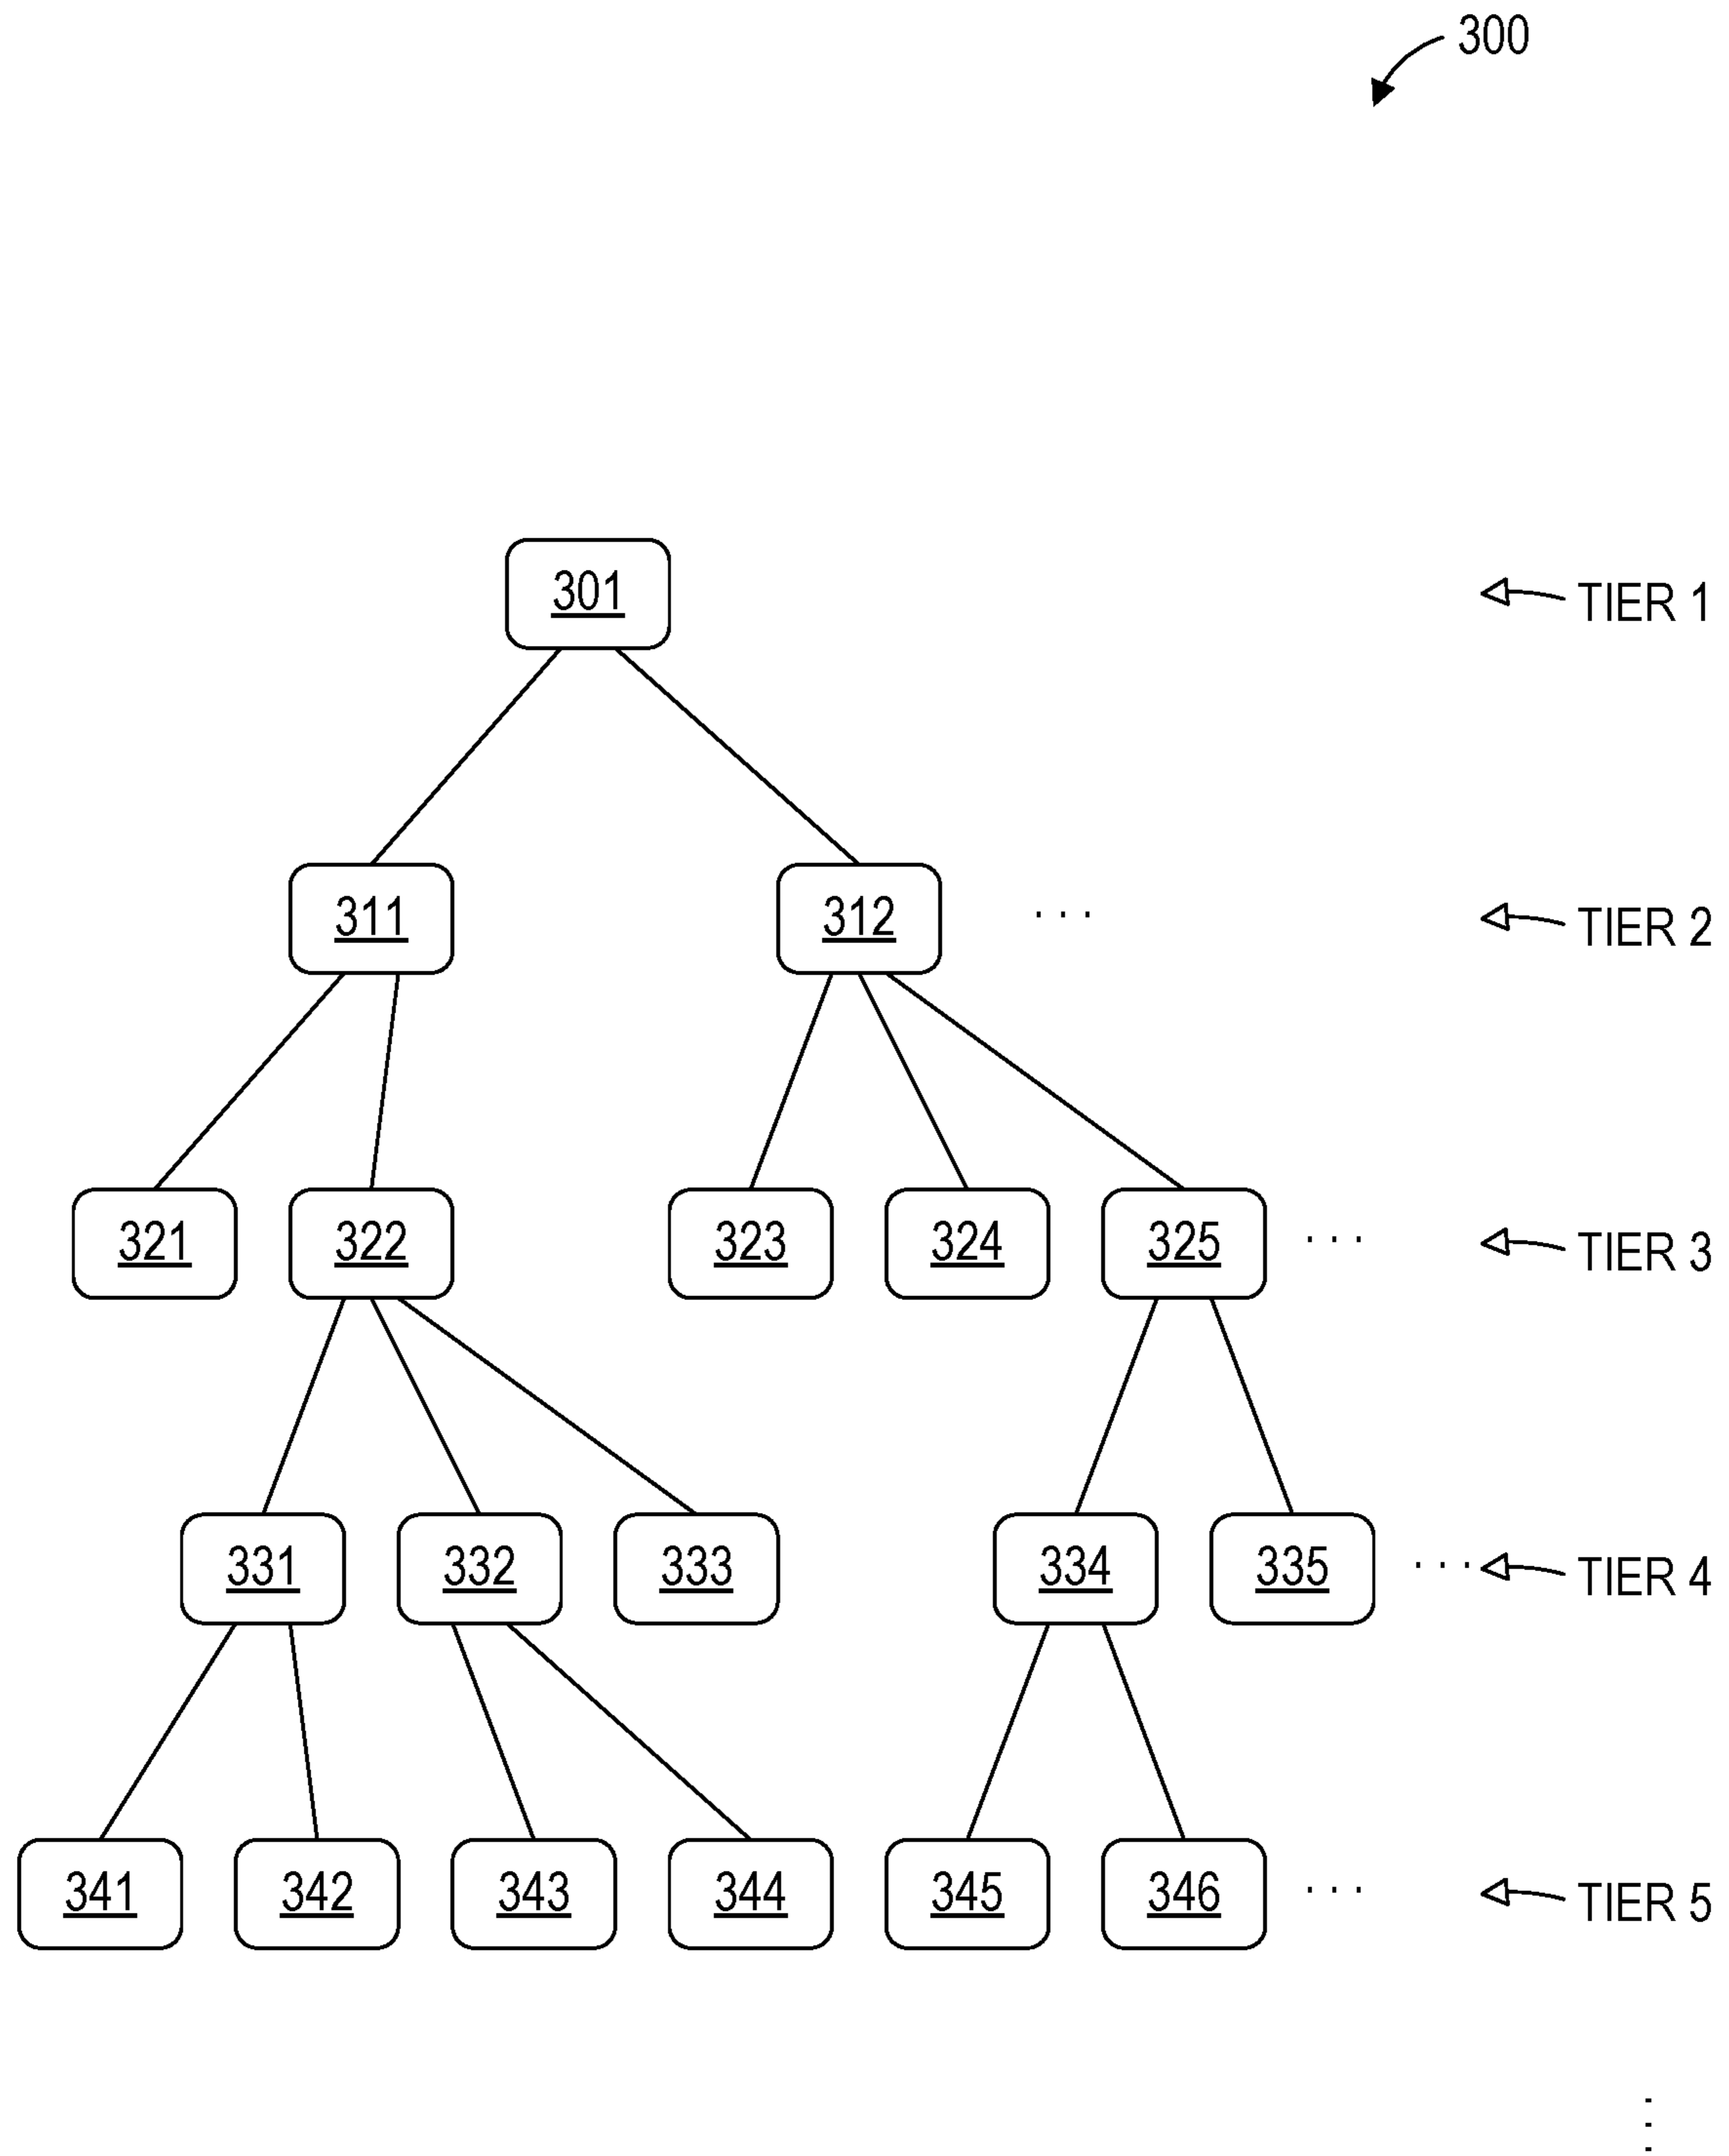 300
301
TIER 1
311
312
. . .
TIER 2
321
322
323
324
325
. . .
TIER 3
331
332
333
334
335
. . .
TIER 4
341
342
343
344
345
346
. . .
TIER 5